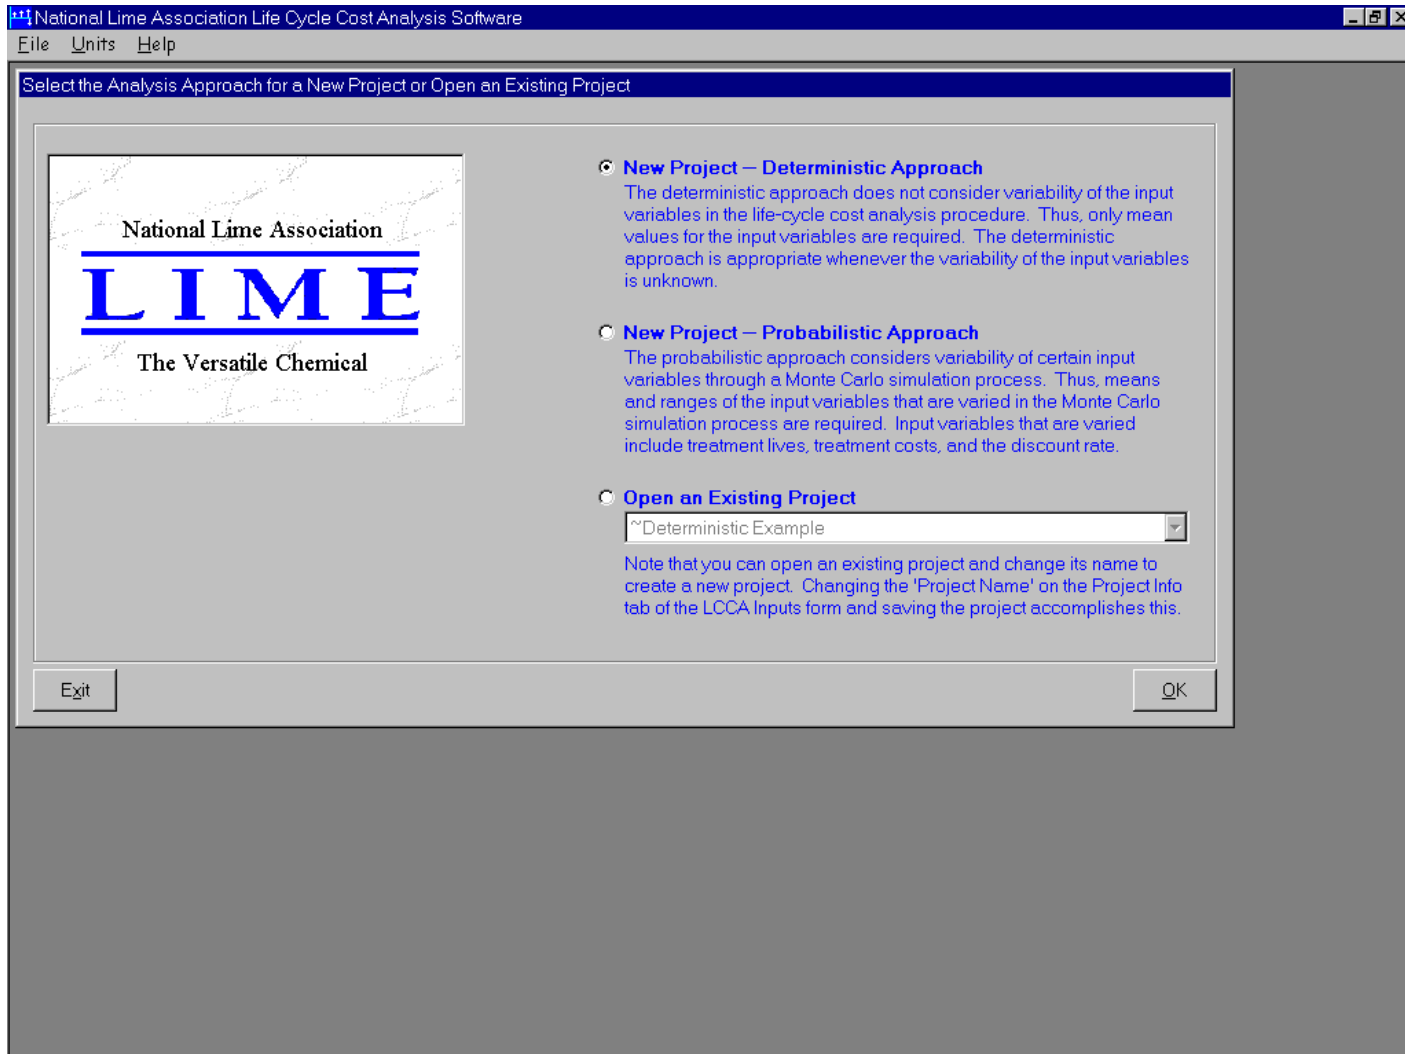 National Lime Association Life Cycle Cost Analysis Software
File Units Help
Select the Analysis Approach for a New Project or Open an Existing Project
National Lime Association
LIME
The Versatile Chemical
New Project – Deterministic Approach
The deterministic approach does not consider variability of the input
variables in the life-cycle cost analysis procedure. Thus, only mean
values for the input variables are required. The deterministic
approach is appropriate whenever the variability of the input variables
is unknown.
New Project – Probabilistic Approach
The probabilistic approach considers variability of certain input
variables through a Monte Carlo simulation process. Thus, means
and ranges of the input variables that are varied in the Monte Carlo
simulation process are required. Input variables that are varied
include treatment lives, treatment costs, and the discount rate.
Open an Existing Project
~Deterministic Example
Note that you can open an existing project and change its name to
create a new project. Changing the 'Project Name' on the Project Info
tab of the LCCA Inputs form and saving the project accomplishes this.
Exit
OK